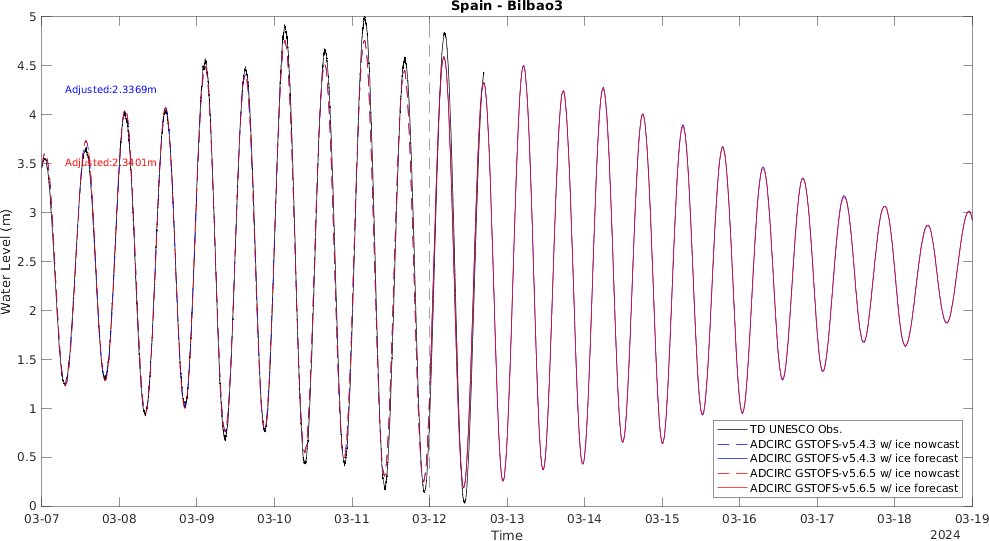 Spain - Bilbao3
5
4.5
4
3.5
3
2.5
2
1.5
1
0.5
0
Water Level (m)
Adjusted:2.3369m
Adjusted:2.3401m
TD UNESCO Obs.
ADCIRC GSTOFS-v5.4.3 w/ ice nowcast
ADCIRC GSTOFS-v5.4.3 w/ ice forecast
ADCIRC GSTOFS-v5.6.5 w/ ice nowcast
ADCIRC GSTOFS-v5.6.5 w/ ice forecast
03-07 03-08 03-09 03-10 03-11 03-12 03-13 03-14 03-15 03-16 03-17 03-18 03-19
Time
2024